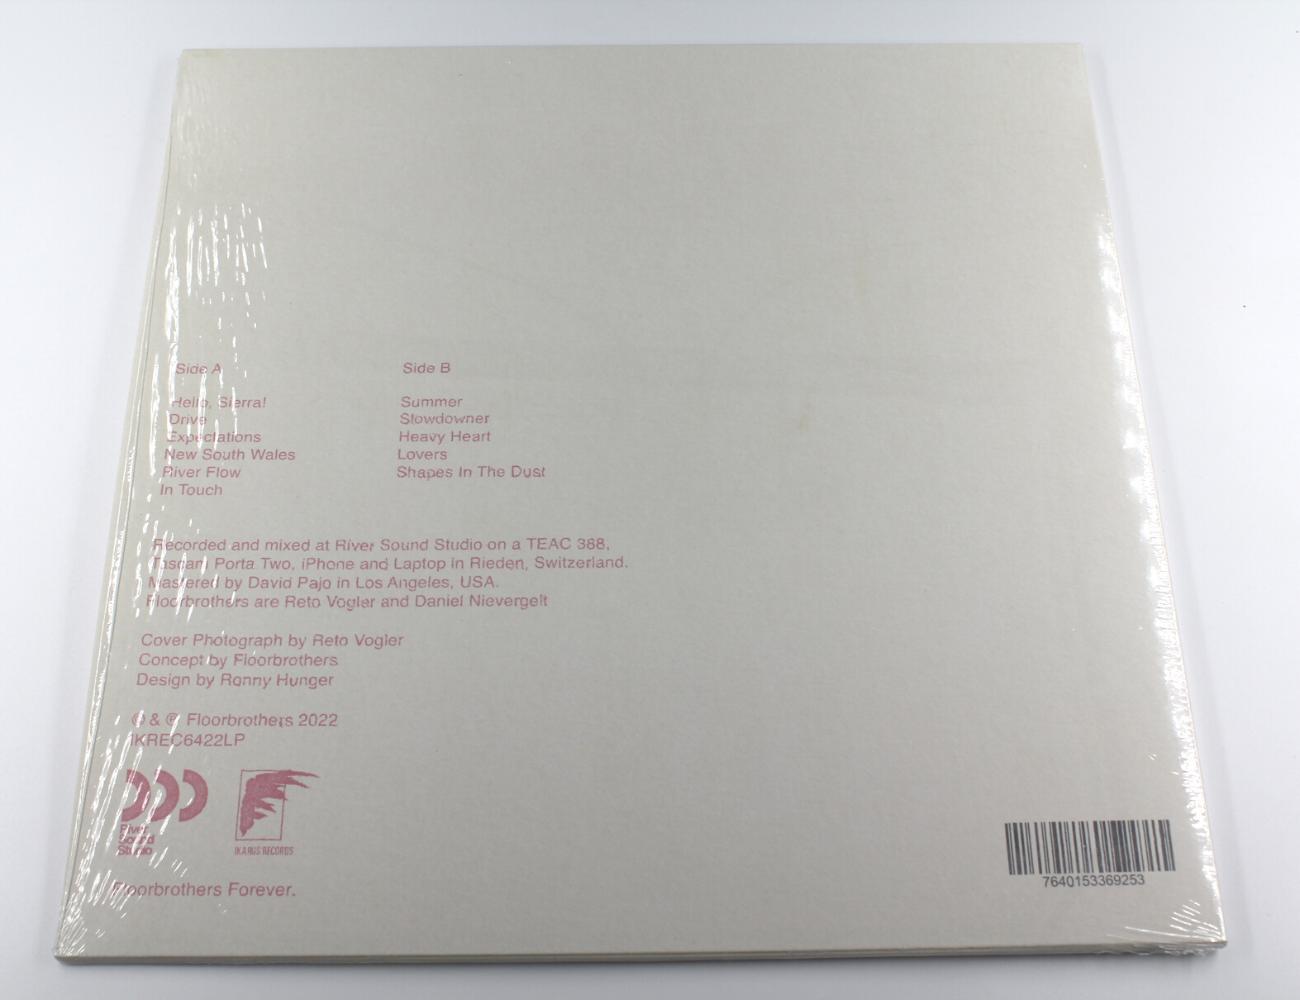 Side A
Hello, Sierra!
Drive
Expectations
New South Wales
River Flow
In Touch
Side B
Summer
Slowdowner
Heavy Heart
Lovers
Shapes In The Dust
Recorded and mixed at River Sound Studio on a TEAC 388,
Tascam Porta Two, iPhone and Laptop in Rieden, Switzerland.
Mastered by David Pajo in Los Angeles, USA.
Floorbrothers are Reto Vogler and Daniel Nievergelt
Cover Photograph by Reto Vogler
Concept by Floorbrothers
Design by Ronny Hunger
© & ℗ Floorbrothers 2022
IKREC6422LP
River
Sound
Studio
IKARUS RECORDS
Floorbrothers Forever.
7640153369253